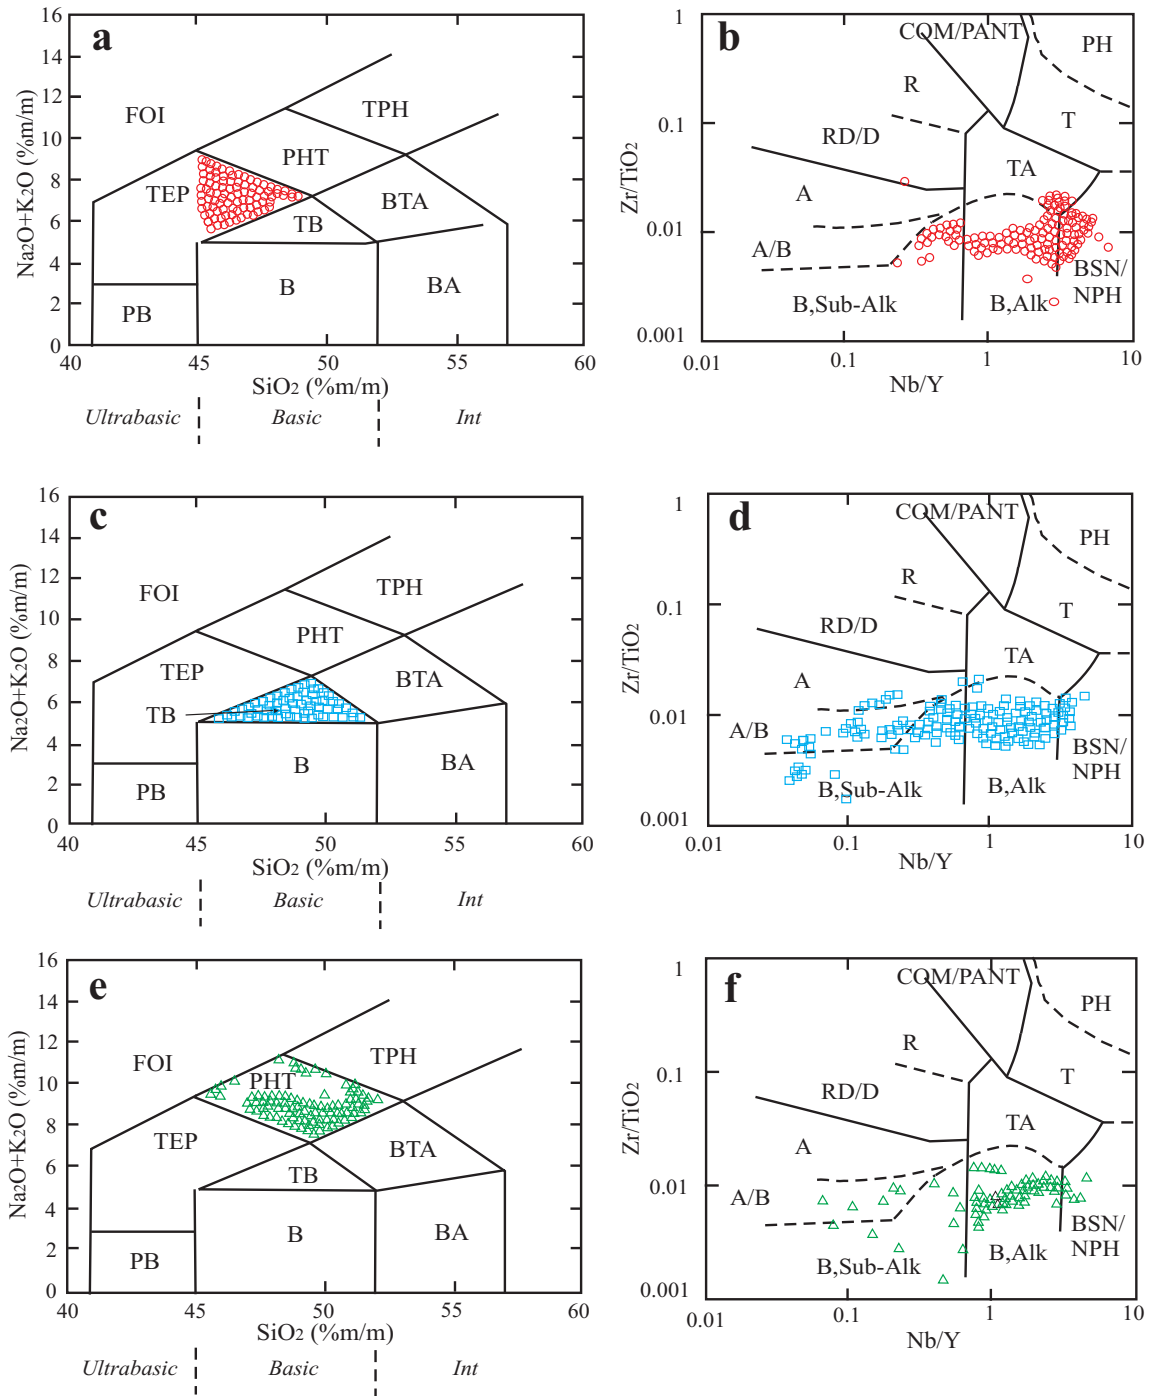 a
Na2O+K2O (%m/m)
16
14
12
10
8
6
4
2
0
FOI
TPH
PHT
TEP
BTA
TB
B
BA
PB
40
45
50
55
60
SiO2 (%m/m)
Ultrabasic
Basic
Int
b
Zr/TiO2
1
0.1
0.01
0.001
COM/PANT
PH
R
T
RD/D
TA
A
A/B
BSN/
NPH
B,Sub-Alk
B,Alk
0.01
0.1
1
10
Nb/Y
c
Na2O+K2O (%m/m)
16
14
12
10
8
6
4
2
0
FOI
TPH
PHT
TEP
BTA
TB
B
BA
PB
40
45
50
55
60
SiO2 (%m/m)
Ultrabasic
Basic
Int
d
Zr/TiO2
1
0.1
0.01
0.001
COM/PANT
PH
R
T
RD/D
TA
A
A/B
BSN/
NPH
B,Sub-Alk
B,Alk
0.01
0.1
1
10
Nb/Y
e
Na2O+K2O (%m/m)
16
14
12
10
8
6
4
2
0
FOI
TPH
PHT
TEP
BTA
TB
B
BA
PB
40
45
50
55
60
SiO2 (%m/m)
Ultrabasic
Basic
Int
f
Zr/TiO2
1
0.1
0.01
0.001
COM/PANT
PH
R
T
RD/D
TA
A
A/B
BSN/
NPH
B,Sub-Alk
B,Alk
0.01
0.1
1
10
Nb/Y